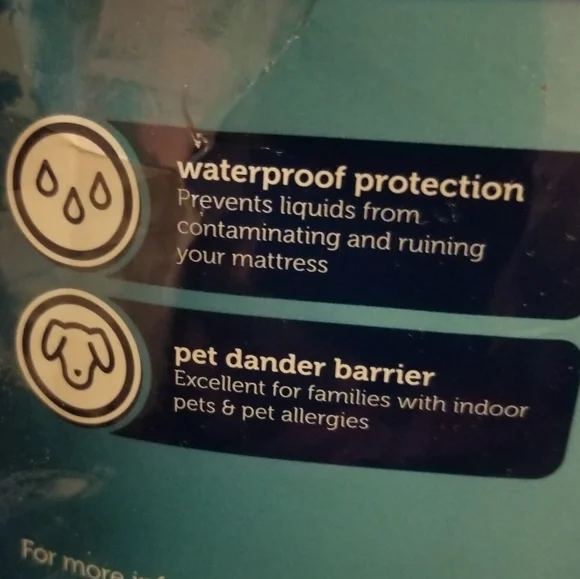 waterproof protection
Prevents liquids from
contaminating and ruining
your mattress
pet dander barrier
Excellent for families with indoor
pets & pet allergies
For more